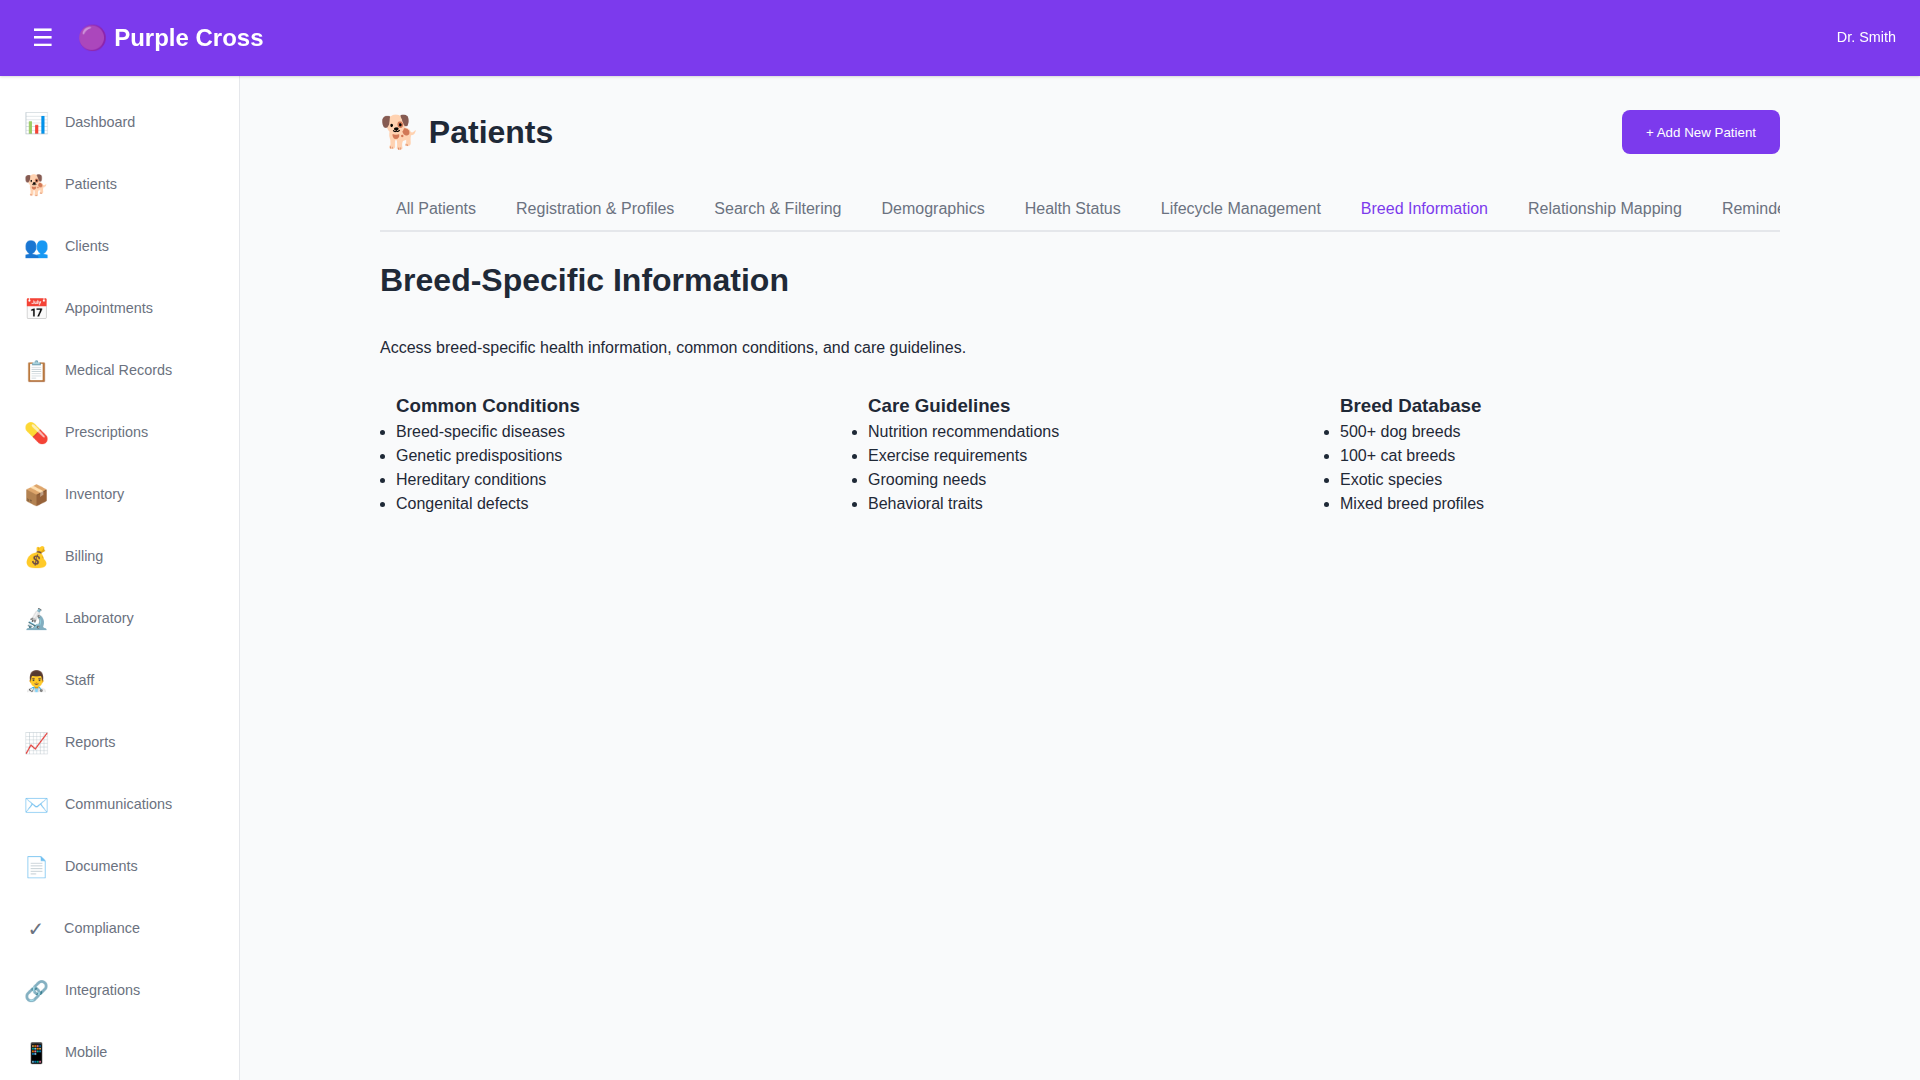 ☰ 🟣 Purple Cross
Dr. Smith
📊 Dashboard
🐕 Patients
👥 Clients
📅 Appointments
📋 Medical Records
💊 Prescriptions
📦 Inventory
💰 Billing
🔬 Laboratory
👨‍⚕️ Staff
📈 Reports
✉️ Communications
📄 Documents
✓ Compliance
🔗 Integrations
📱 Mobile
🐕 Patients
+ Add New Patient
All Patients Registration & Profiles Search & Filtering Demographics Health Status Lifecycle Management Breed Information Relationship Mapping Reminde
Breed-Specific Information
Access breed-specific health information, common conditions, and care guidelines.
Common Conditions
• Breed-specific diseases
• Genetic predispositions
• Hereditary conditions
• Congenital defects
Care Guidelines
• Nutrition recommendations
• Exercise requirements
• Grooming needs
• Behavioral traits
Breed Database
• 500+ dog breeds
• 100+ cat breeds
• Exotic species
• Mixed breed profiles